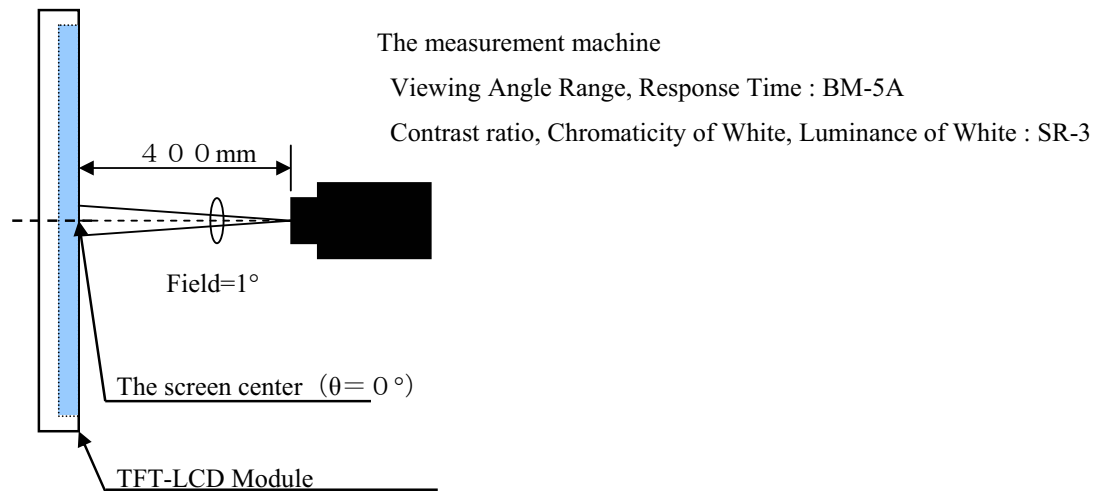 The measurement machine
Viewing Angle Range, Response Time : BM-5A
Contrast ratio, Chromaticity of White, Luminance of White : SR-3
４００mm
Field=1°
The screen center（θ＝０°）
TFT-LCD Module